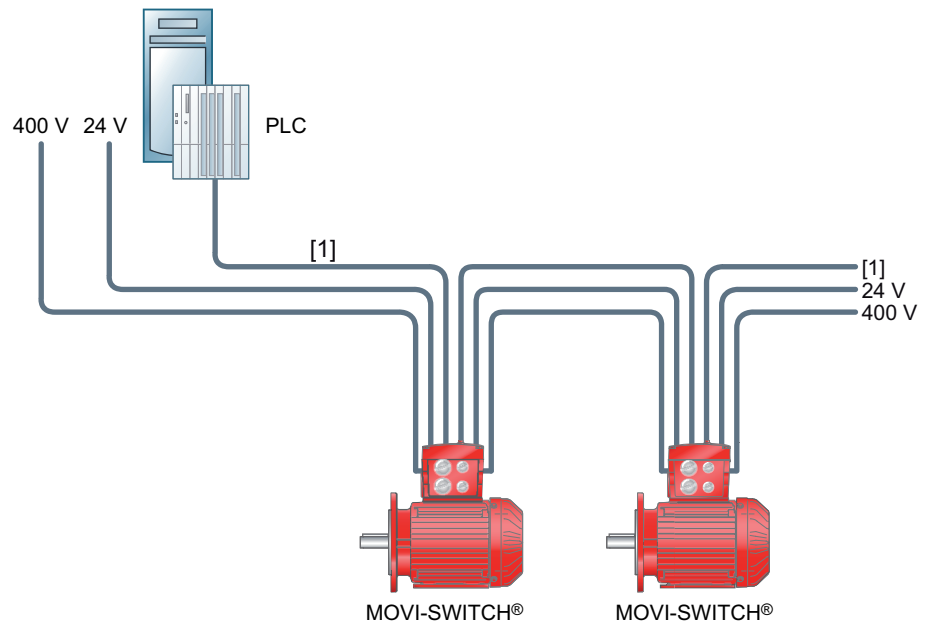 400 V 24 V PLC
[1]
[1]
24 V
400 V
MOVI-SWITCH® MOVI-SWITCH®